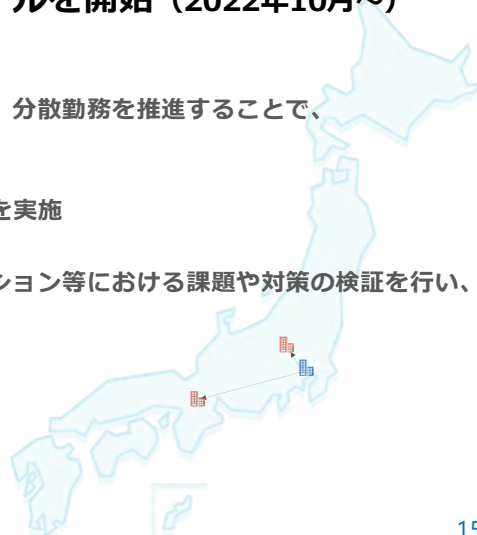 ルを開始（2022年10月～）
分散勤務を推進することで、
を実施
ション等における課題や対策の検証を行い、
15